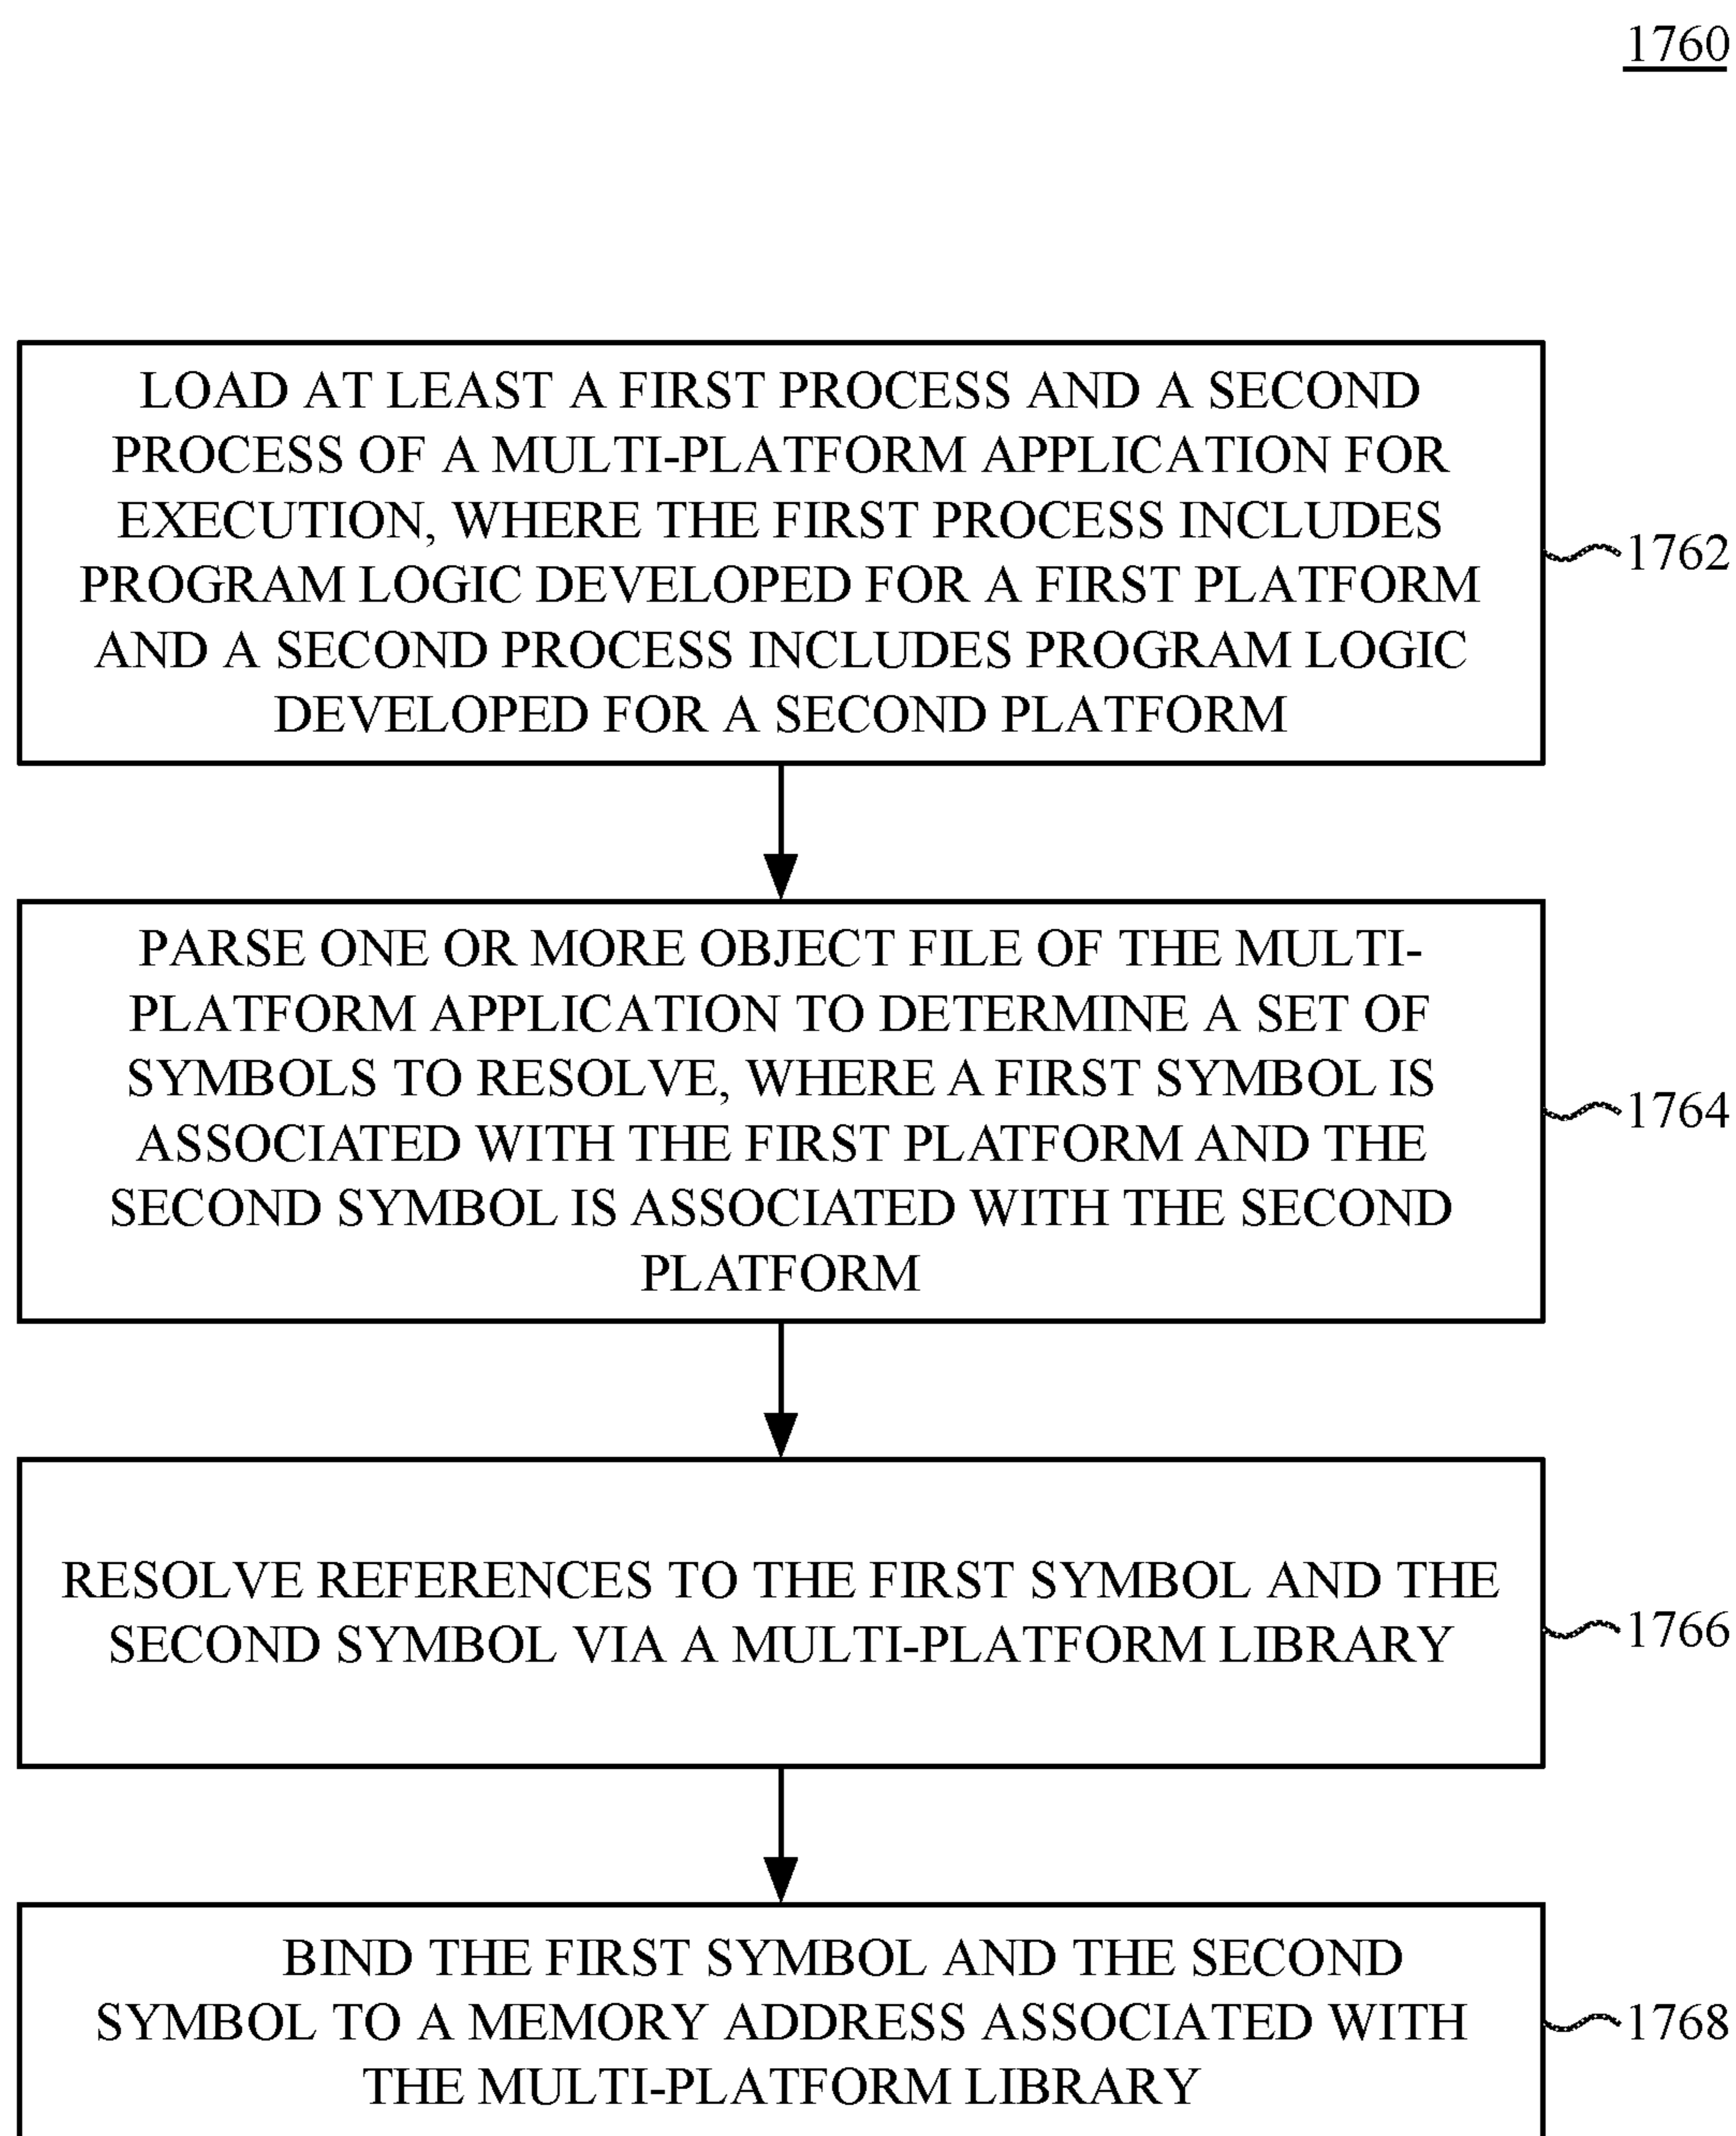 1760
LOAD AT LEAST A FIRST PROCESS AND A SECOND
PROCESS OF A MULTI-PLATFORM APPLICATION FOR
EXECUTION, WHERE THE FIRST PROCESS INCLUDES
PROGRAM LOGIC DEVELOPED FOR A FIRST PLATFORM
AND A SECOND PROCESS INCLUDES PROGRAM LOGIC
DEVELOPED FOR A SECOND PLATFORM
1762
PARSE ONE OR MORE OBJECT FILE OF THE MULTI-
PLATFORM APPLICATION TO DETERMINE A SET OF
SYMBOLS TO RESOLVE, WHERE A FIRST SYMBOL IS
ASSOCIATED WITH THE FIRST PLATFORM AND THE
SECOND SYMBOL IS ASSOCIATED WITH THE SECOND
PLATFORM
1764
RESOLVE REFERENCES TO THE FIRST SYMBOL AND THE
SECOND SYMBOL VIA A MULTI-PLATFORM LIBRARY
1766
BIND THE FIRST SYMBOL AND THE SECOND
SYMBOL TO A MEMORY ADDRESS ASSOCIATED WITH
THE MULTI-PLATFORM LIBRARY
1768